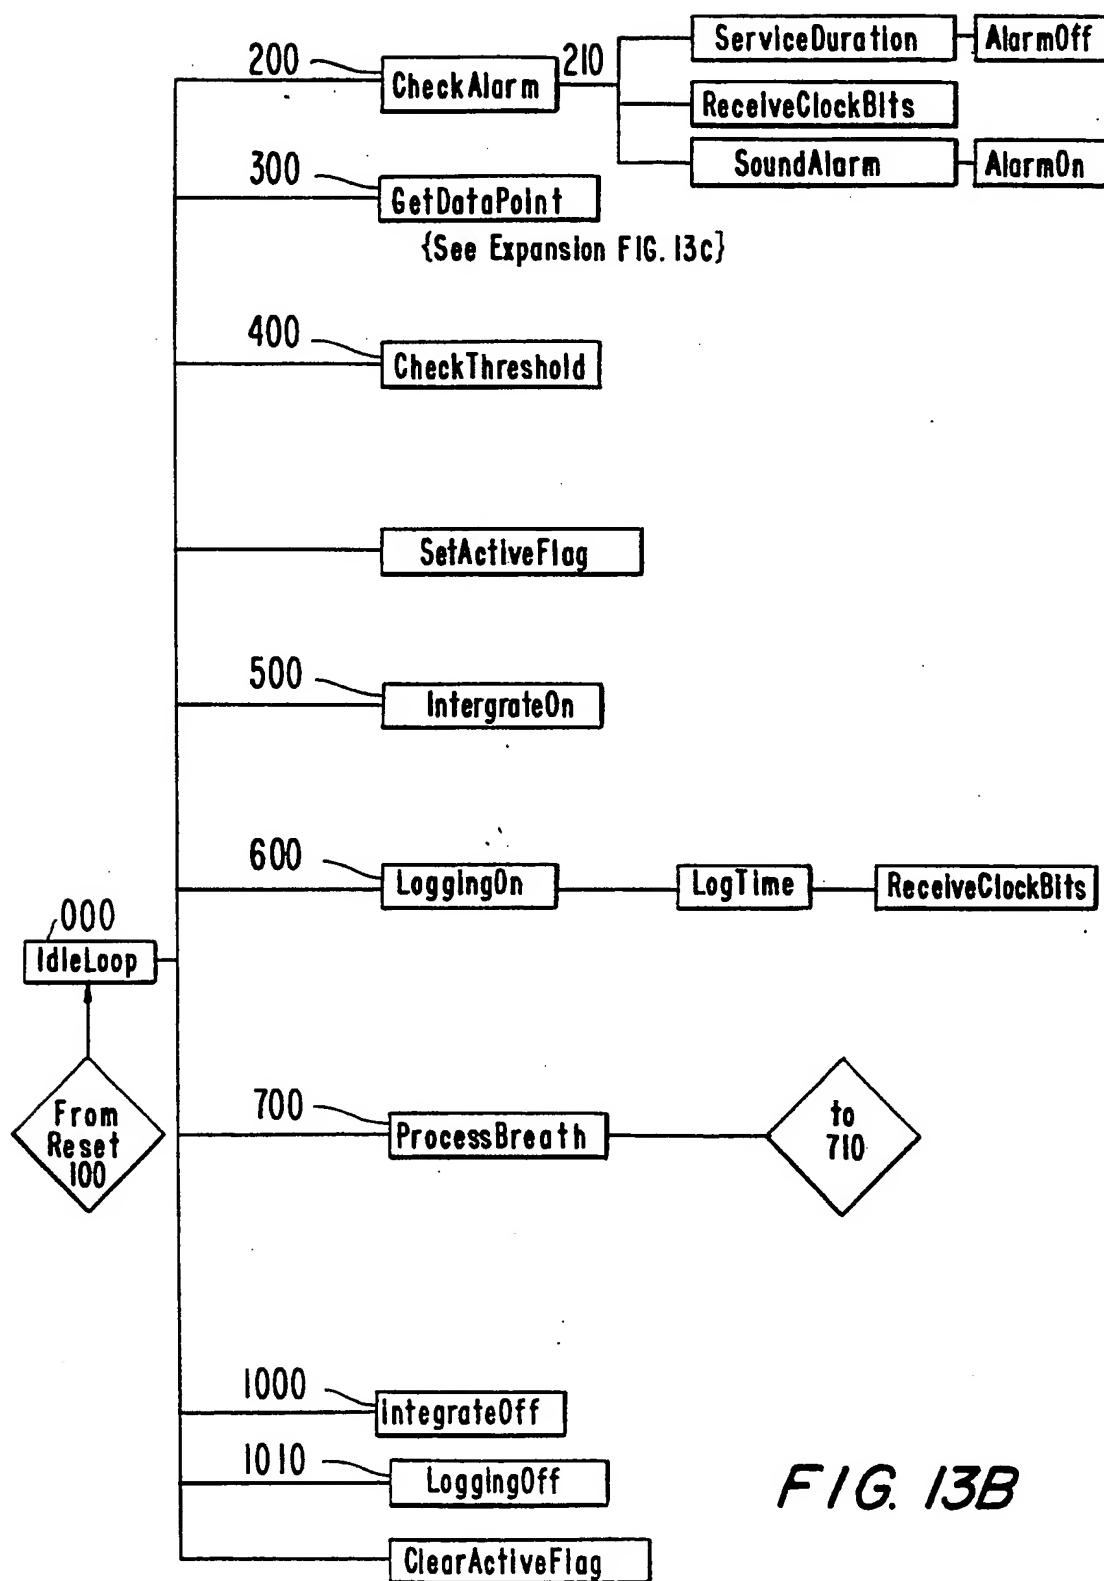 ServiceDuration AlarmOff
200 CheckAlarm 210
ReceiveClockBits
SoundAlarm AlarmOn
300
GetDataPoint
{See Expansion FIG. 13c}
400
CheckThreshold
SetActiveFlag
500
IntergrateOn
600
LoggingOn LogTime ReceiveClockBits
000
IdleLoop
From
Reset
100
700
ProcessBreath
to
710
1000
integrateOff
1010
LoggingOff
FIG. 13B
ClearActiveFlag